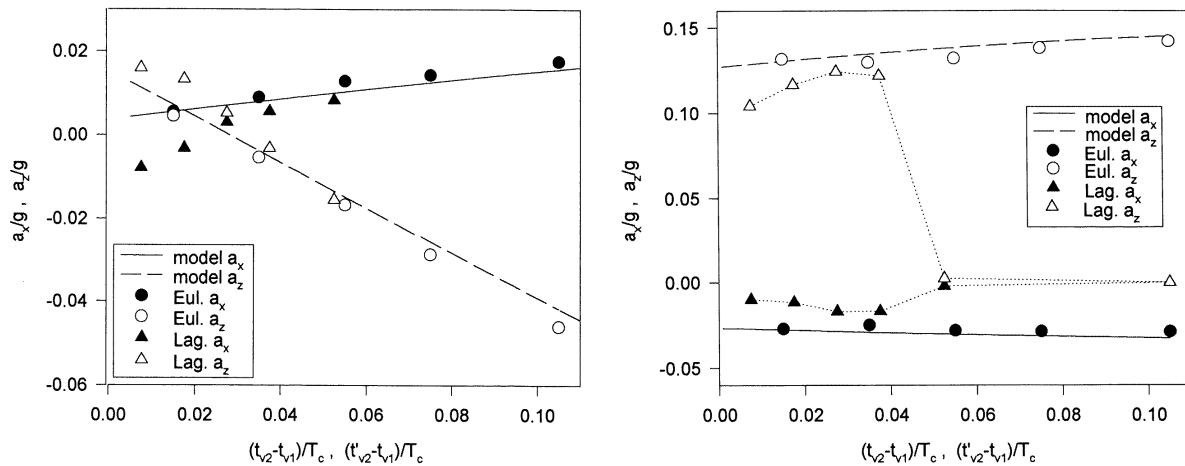 0.02
0.00
-0.02
-0.04
-0.06
a_x/g , a_z/g
model a_x
model a_z
Eul. a_x
Eul. a_z
Lag. a_x
Lag. a_z
0.00 0.02 0.04 0.06 0.08 0.10
(t_v2-t_v1)/T_c , (t'_v2-t_v1)/T_c
0.15
0.10
0.05
0.00
-0.05
a_x/g , a_z/g
model a_x
model a_z
Eul. a_x
Eul. a_z
Lag. a_x
Lag. a_z
0.00 0.02 0.04 0.06 0.08 0.10
(t_v2-t_v1)/T_c , (t'_v2-t_v1)/T_c